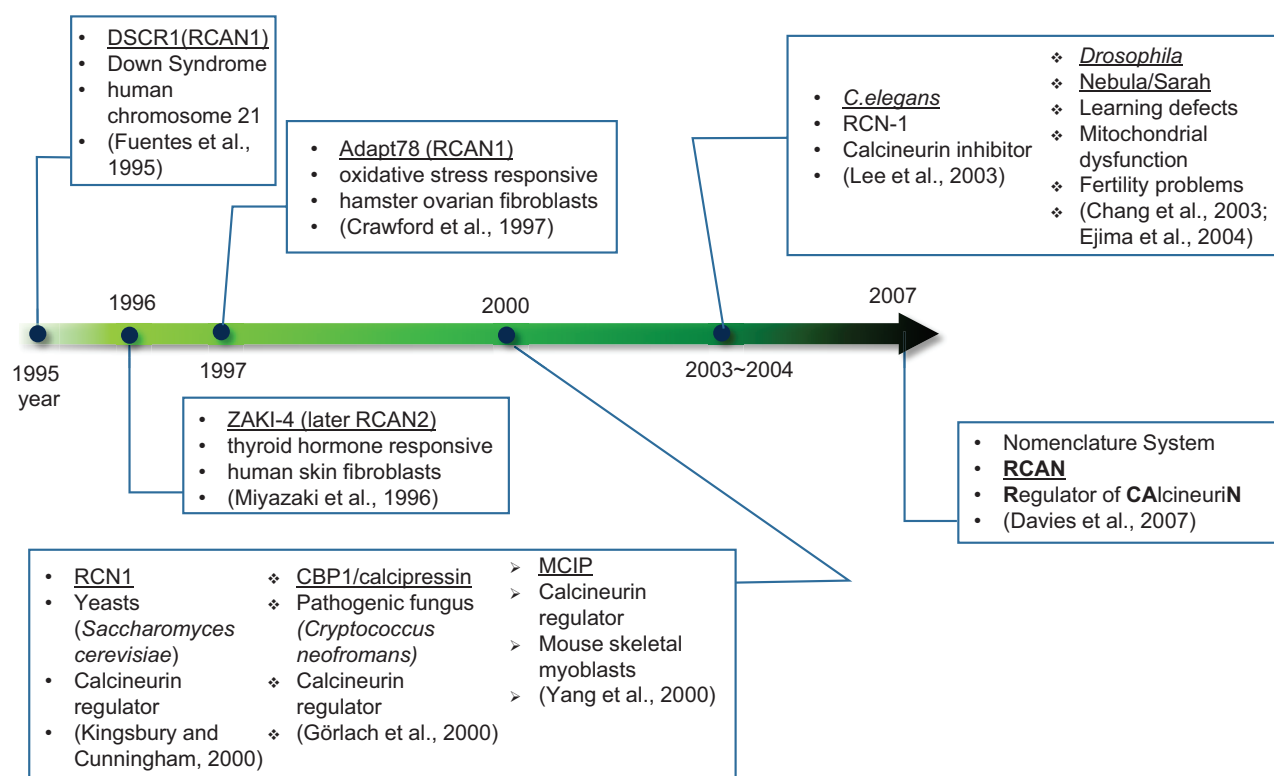 • DSCR1(RCAN1)
• Down Syndrome
• human
chromosome 21
• (Fuentes et al.,
1995)
• Adapt78 (RCAN1)
• oxidative stress responsive
• hamster ovarian fibroblasts
• (Crawford et al., 1997)
• C.elegans
• RCN-1
• Calcineurin inhibitor
• (Lee et al., 2003)
❖ Drosophila
❖ Nebula/Sarah
❖ Learning defects
❖ Mitochondrial
dysfunction
❖ Fertility problems
❖ (Chang et al., 2003;
Ejima et al., 2004)
1996
2000
2007
1995
year
1997
2003~2004
• ZAKI-4 (later RCAN2)
• thyroid hormone responsive
• human skin fibroblasts
• (Miyazaki et al., 1996)
• Nomenclature System
• RCAN
• Regulator of CAlcineuriN
• (Davies et al., 2007)
• RCN1
• Yeasts
(Saccharomyces
cerevisiae)
• Calcineurin
regulator
• (Kingsbury and
Cunningham, 2000)
❖ CBP1/calcipressin
❖ Pathogenic fungus
(Cryptococcus
neofromans)
❖ Calcineurin
regulator
❖ (Görlach et al., 2000)
➢ MCIP
➢ Calcineurin
regulator
➢ Mouse skeletal
myoblasts
➢ (Yang et al., 2000)